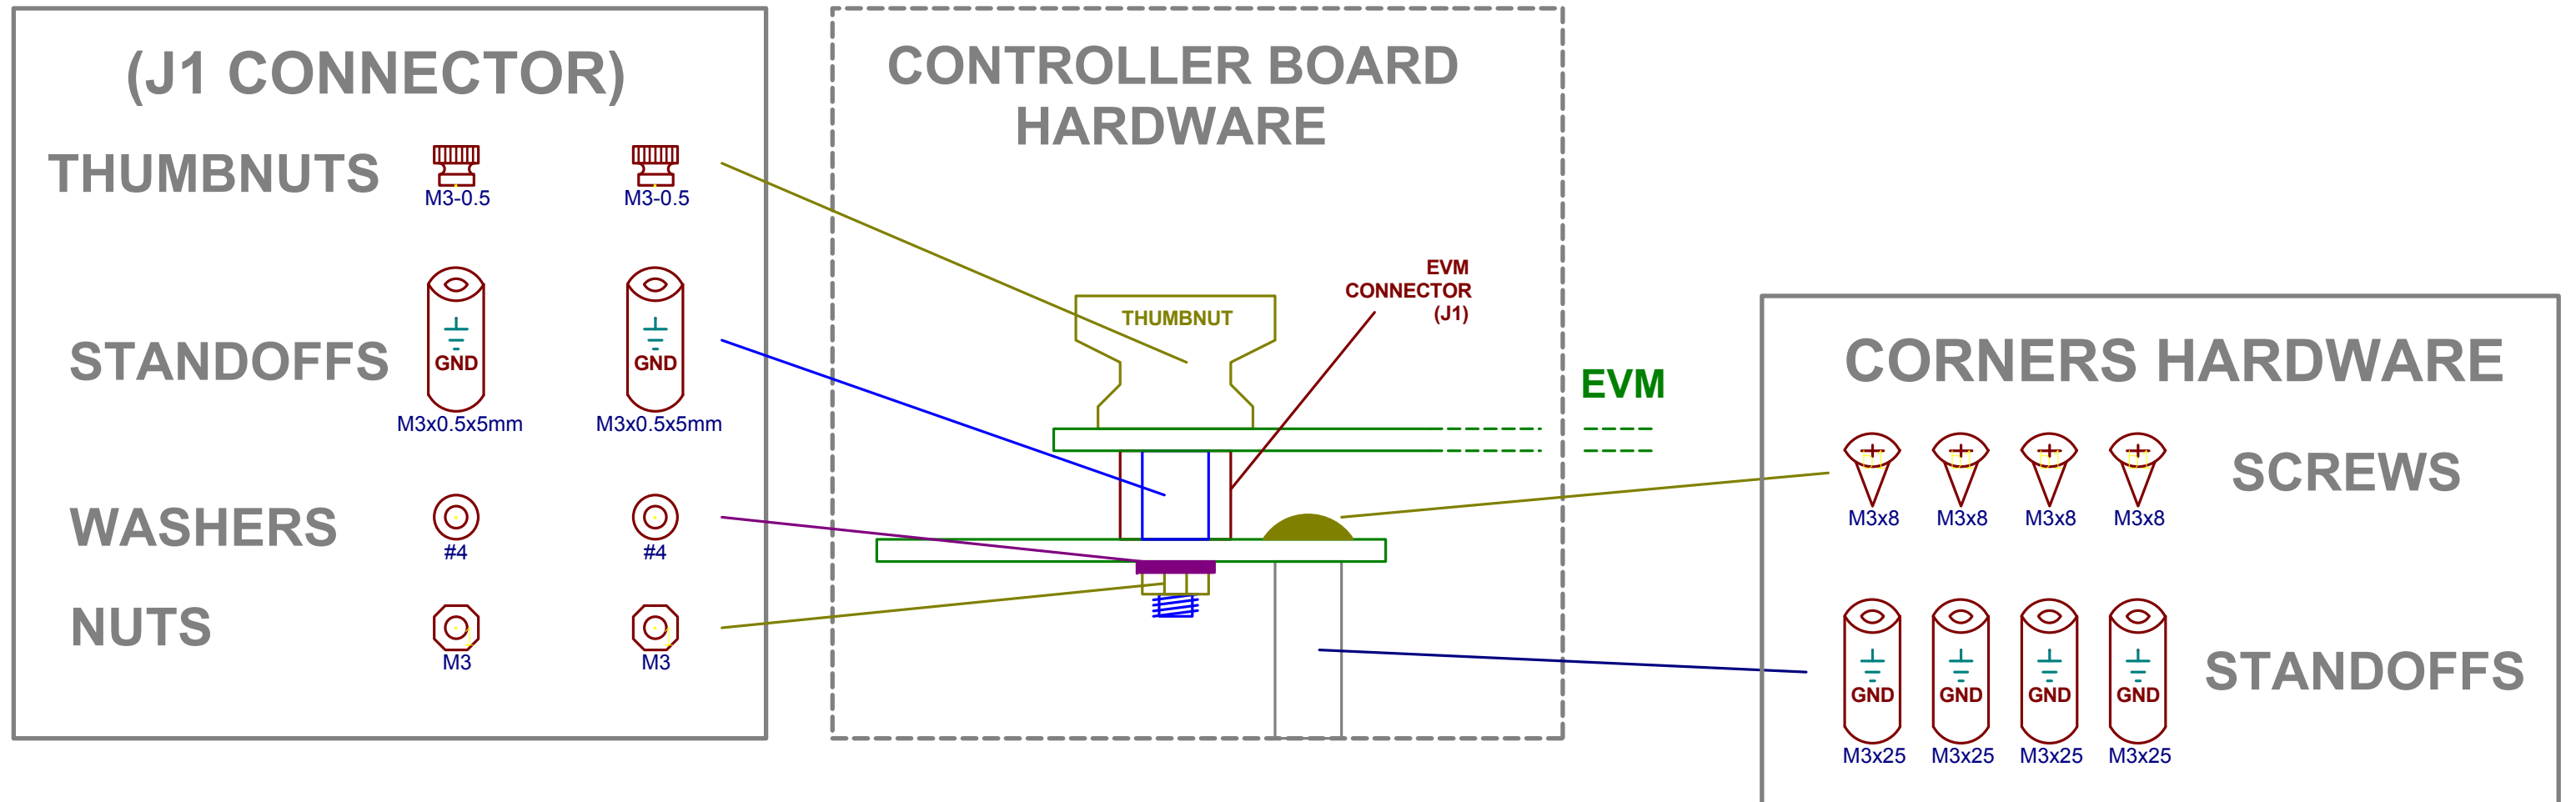 (J1 CONNECTOR)
THUMBNUTS
M3-0.5
M3-0.5
STANDOFFS
GND
GND
M3x0.5x5mm
M3x0.5x5mm
WASHERS
#4
#4
NUTS
M3
M3
CONTROLLER BOARD
HARDWARE
THUMBNUT
EVM
CONNECTOR
(J1)
EVM
CORNERS HARDWARE
SCREWS
M3x8
M3x8
M3x8
M3x8
STANDOFFS
GND
GND
GND
GND
M3x25
M3x25
M3x25
M3x25